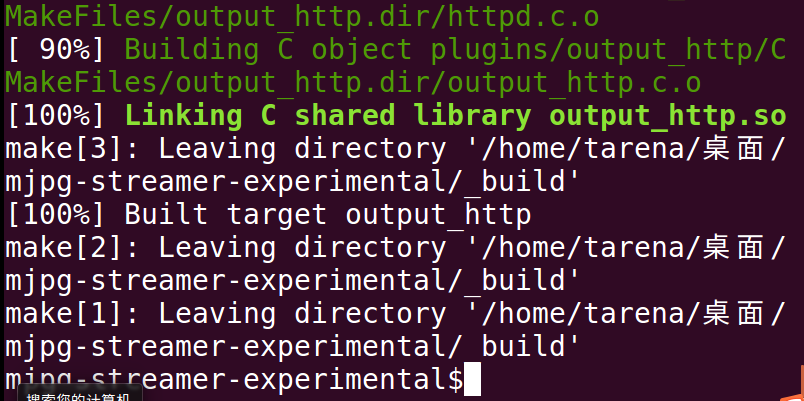 MakeFiles/output_http.dir/httpd.c.o
[ 90%] Building C object plugins/output_http/C
MakeFiles/output_http.dir/output_http.c.o
[100%] Linking C shared library output_http.so
make[3]: Leaving directory '/home/tarena/桌面/
mjpg-streamer-experimental/_build'
[100%] Built target output_http
make[2]: Leaving directory '/home/tarena/桌面/
mjpg-streamer-experimental/_build'
make[1]: Leaving directory '/home/tarena/桌面/
mjpg-streamer-experimental/_build'
mjpg-streamer-experimental$
搜索您的计算机